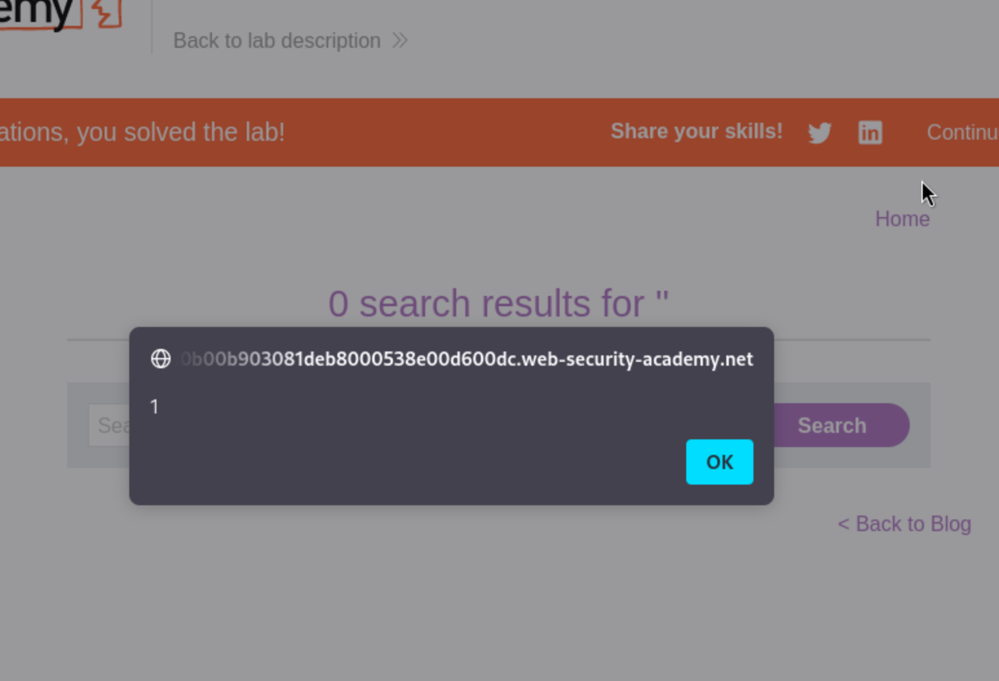 emy
Back to lab description
ations, you solved the lab!
Share your skills!
in
Continu
Home
0 search results for "
0b00b903081deb8000538e00d600dc.web-security-academy.net
1
Sea
Search
OK
< Back to Blog